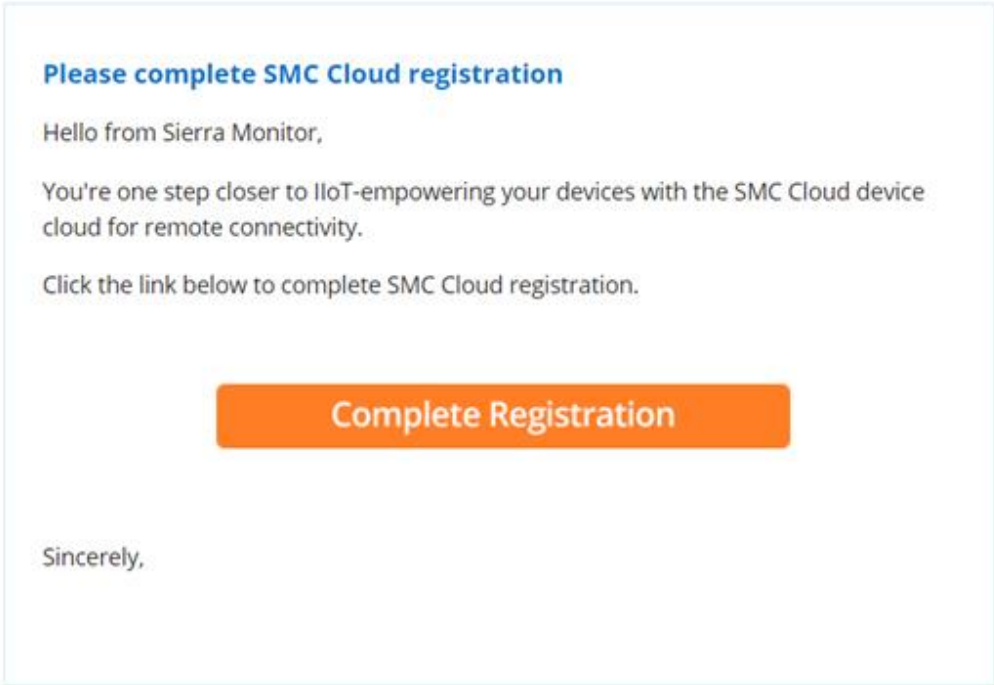 Please complete SMC Cloud registration
Hello from Sierra Monitor,
You're one step closer to IIoT-empowering your devices with the SMC Cloud device
cloud for remote connectivity.
Click the link below to complete SMC Cloud registration.
Complete Registration
Sincerely,